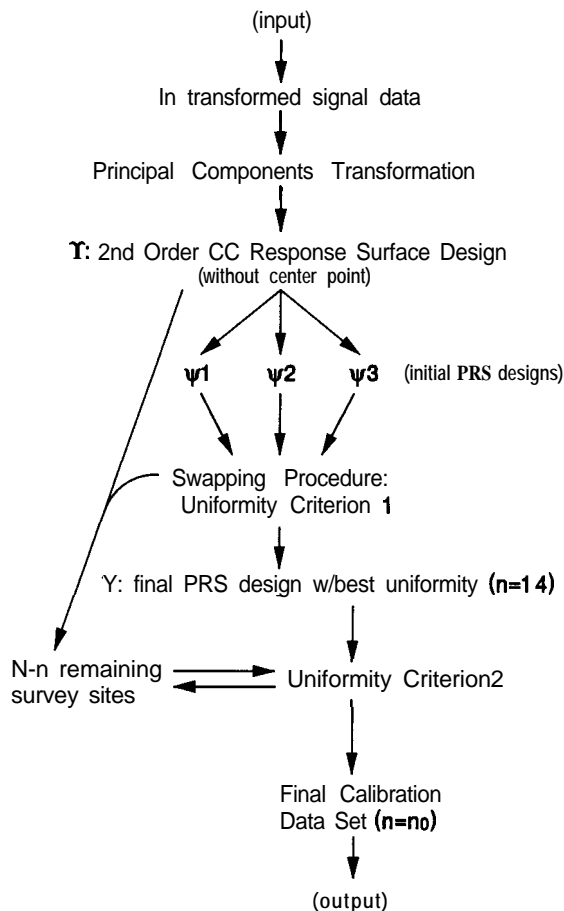 (input)
In transformed signal data
Principal Components Transformation
ϒ: 2nd Order CC Response Surface Design
(without center point)
ψ1 ψ2 ψ3 (initial PRS designs)
Swapping Procedure:
Uniformity Criterion 1
Y: final PRS design w/best uniformity (n=14)
N-n remaining
survey sites
Uniformity Criterion2
Final Calibration
Data Set (n=n₀)
(output)